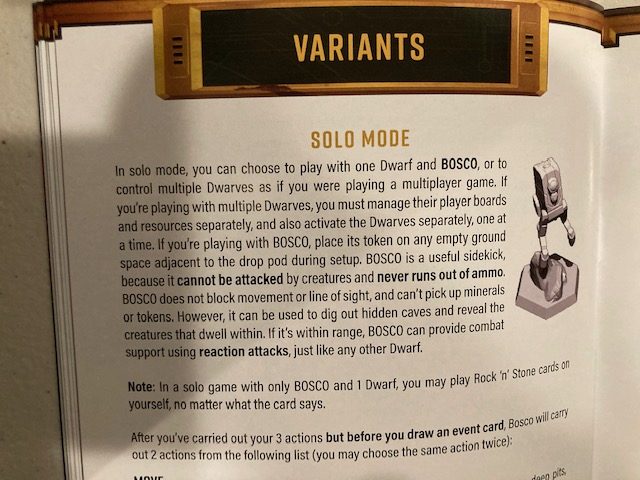 VARIANTS
SOLO MODE
In solo mode, you can choose to play with one Dwarf and BOSCO, or to
control multiple Dwarves as if you were playing a multiplayer game. If
you're playing with multiple Dwarves, you must manage their player boards
and resources separately, and also activate the Dwarves separately, one at
a time. If you're playing with BOSCO, place its token on any empty ground
space adjacent to the drop pod during setup. BOSCO is a useful sidekick,
because it cannot be attacked by creatures and never runs out of ammo.
BOSCO does not block movement or line of sight, and can't pick up minerals
or tokens. However, it can be used to dig out hidden caves and reveal the
creatures that dwell within. If it's within range, BOSCO can provide combat
support using reaction attacks, just like any other Dwarf.
Note: In a solo game with only BOSCO and 1 Dwarf, you may play Rock 'n' Stone cards on
yourself, no matter what the card says.
After you've carried out your 3 actions but before you draw an event card, Bosco will carry
out 2 actions from the following list (you may choose the same action twice):
MOVE
deep pits,